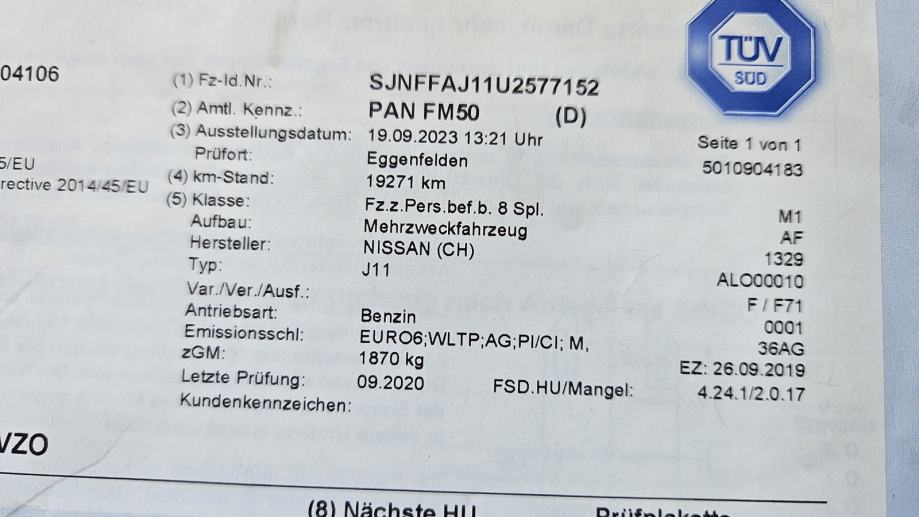 TÜV
SÜD
04106
(1) Fz-Id.Nr.: SJNFFAJ11U2577152
(2) Amtl. Kennz.: PAN FM50 (D)
(3) Ausstellungsdatum: 19.09.2023 13:21 Uhr Seite 1 von 1
Prüfort: Eggenfelden 5010904183
5/EU
(4) km-Stand: 19271 km
rective 2014/45/EU
(5) Klasse: Fz.z.Pers.bef.b. 8 Spl. M1
Aufbau: Mehrzweckfahrzeug AF
Hersteller: NISSAN (CH) 1329
Typ: J11 ALO00010
Var./Ver./Ausf.: F / F71
Antriebsart: Benzin 0001
Emissionsschl: EURO6;WLTP;AG;PI/CI; M, 36AG
zGM: 1870 kg EZ: 26.09.2019
Letzte Prüfung: 09.2020 FSD.HU/Mangel: 4.24.1/2.0.17
Kundenkennzeichen:
VZO
(8) Nächste HU Prüfplakette